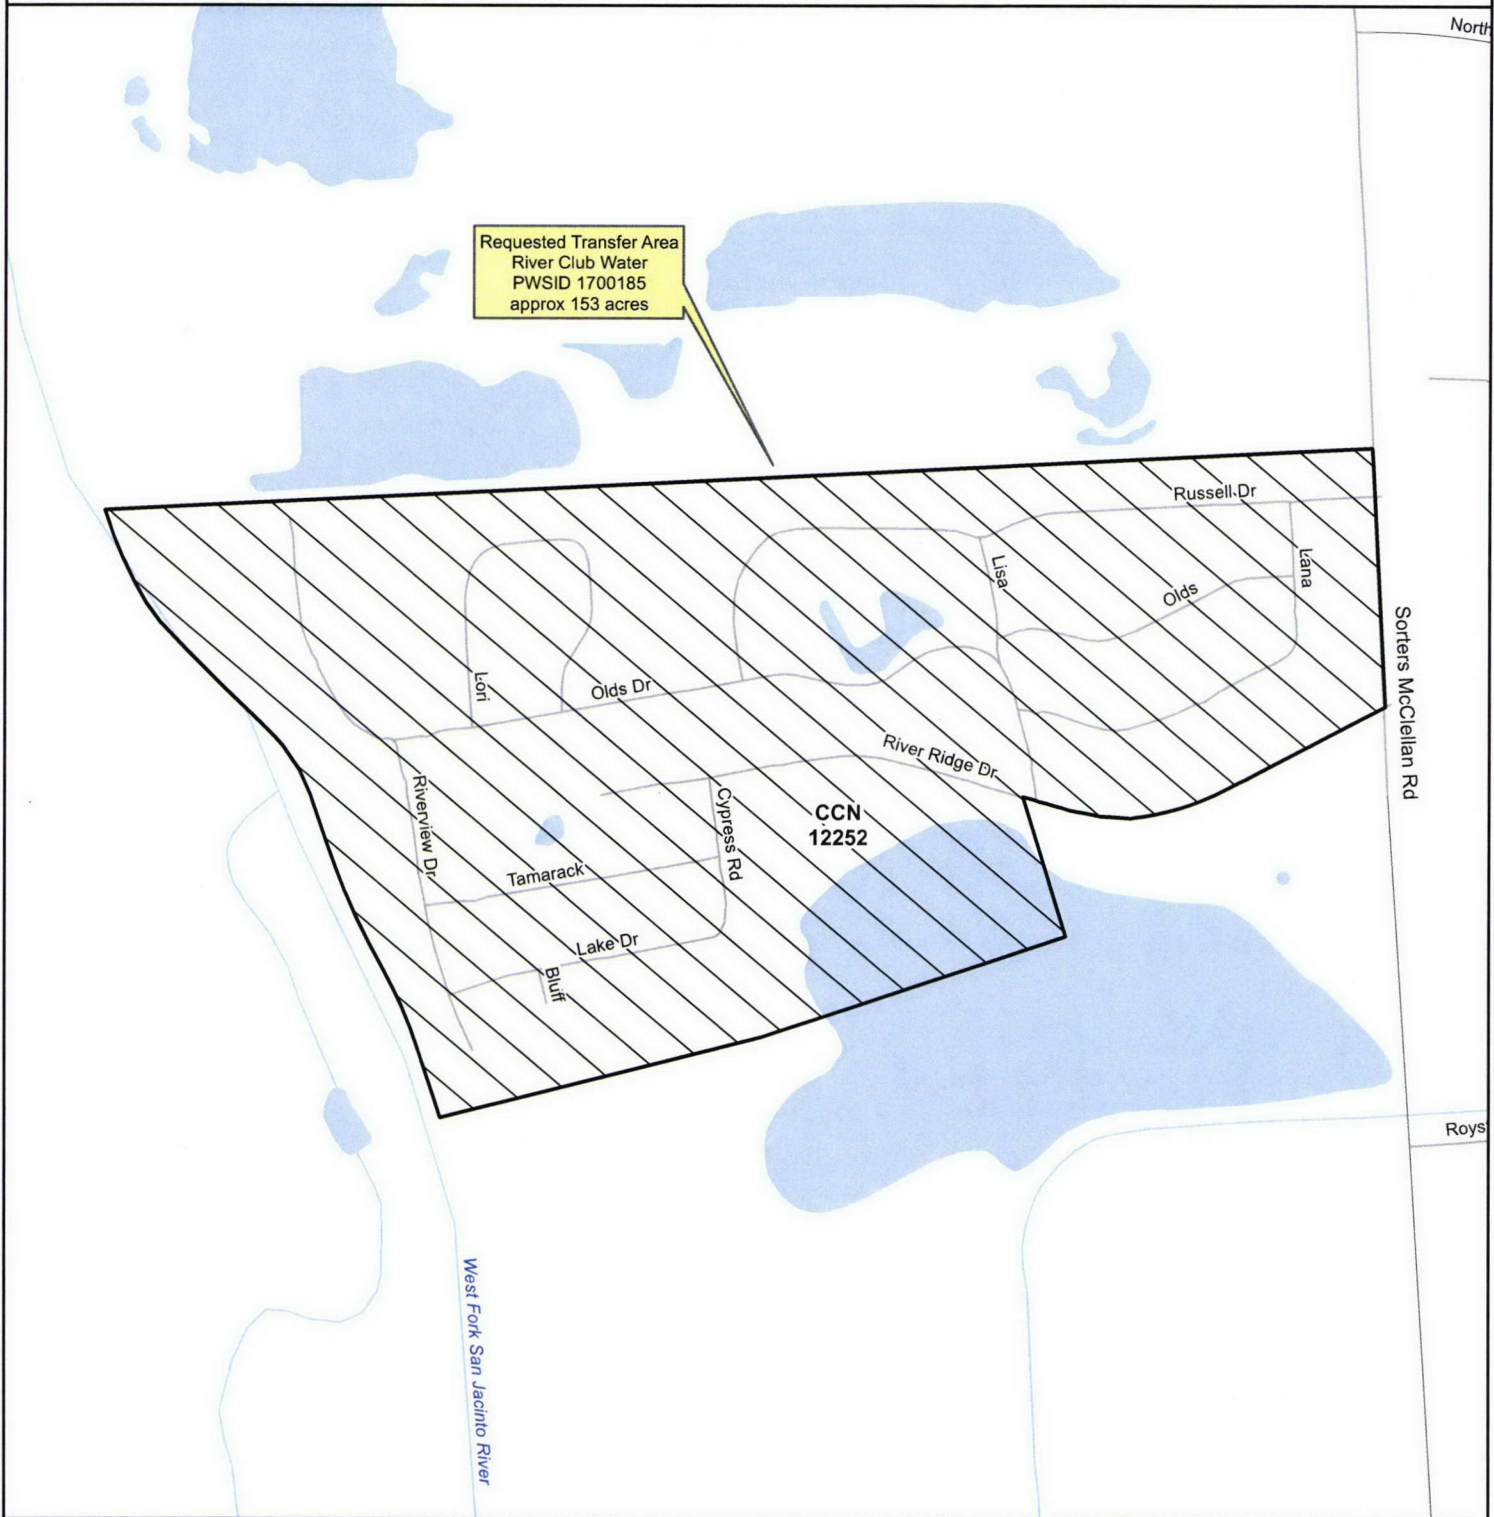 North
Requested Transfer Area
River Club Water
PWSID 1700185
approx 153 acres
Russell Dr
Lisa
Lana
Olds
Sorters McClellan Rd
Lori
Olds Dr
River Ridge Dr
Riverview Dr
Cypress Rd
CCN
12252
Tamarack
Lake Dr
Bluff
Roys
West Fork San Jacinto River